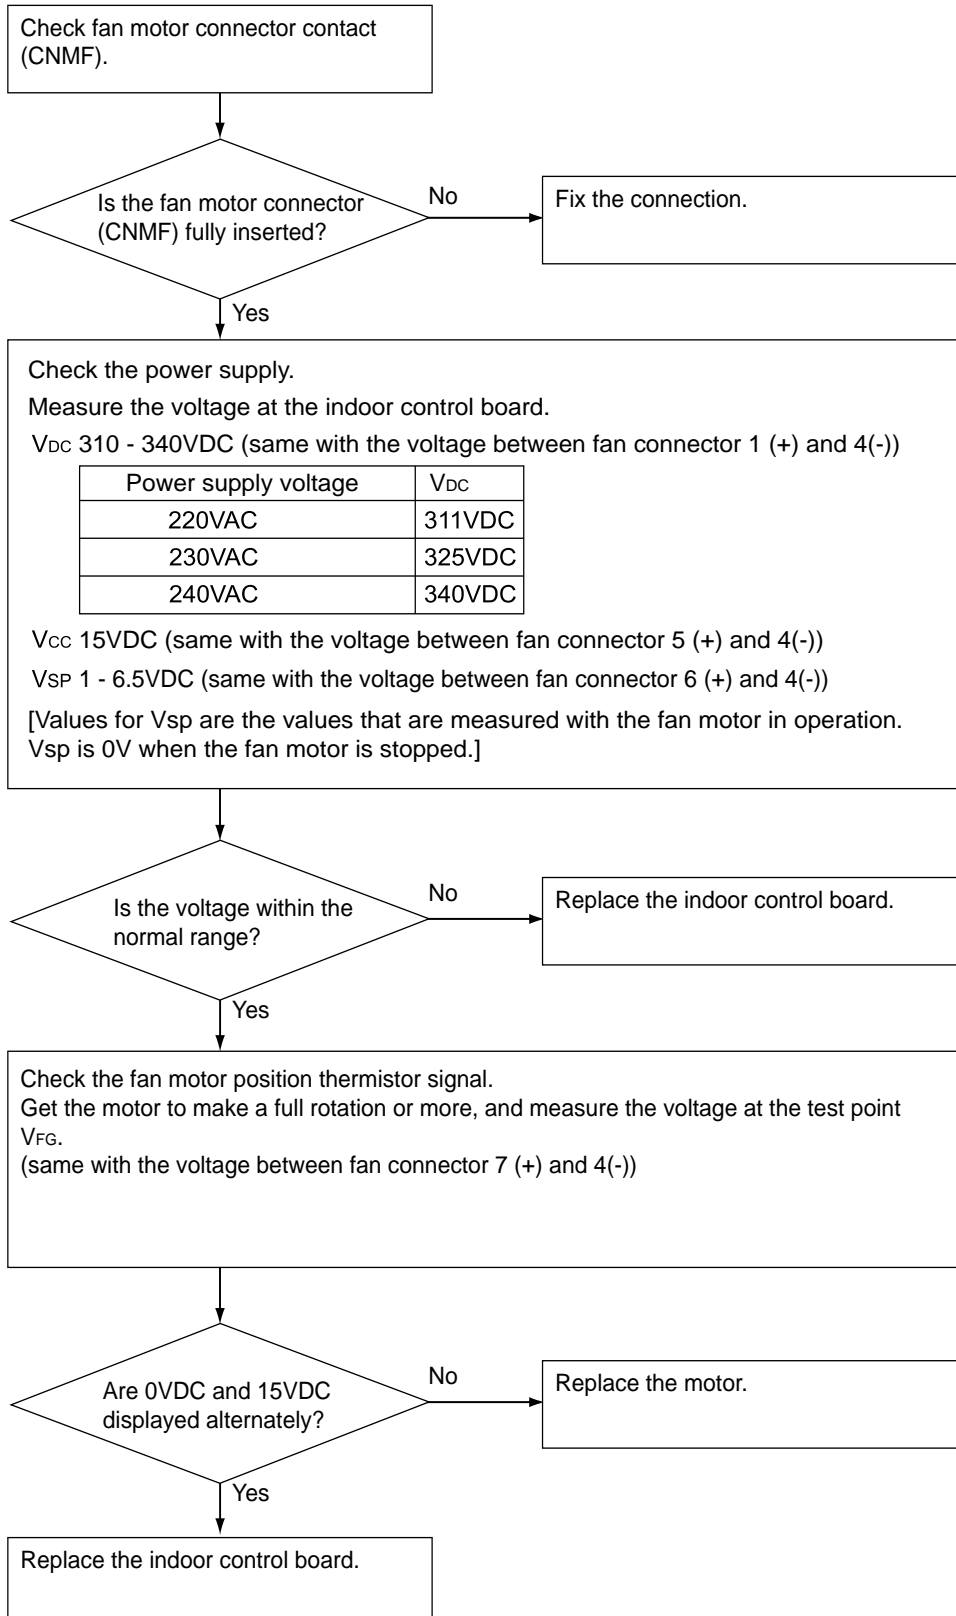 Check fan motor connector contact
(CNMF).
Is the fan motor connector
(CNMF) fully inserted?
No
Fix the connection.
Yes
Check the power supply.
Measure the voltage at the indoor control board.
VDC 310 - 340VDC (same with the voltage between fan connector 1 (+) and 4(-))
Power supply voltage VDC
220VAC 311VDC
230VAC 325VDC
240VAC 340VDC
VCC 15VDC (same with the voltage between fan connector 5 (+) and 4(-))
VSP 1 - 6.5VDC (same with the voltage between fan connector 6 (+) and 4(-))
[Values for Vsp are the values that are measured with the fan motor in operation.
Vsp is 0V when the fan motor is stopped.]
Is the voltage within the
normal range?
No
Replace the indoor control board.
Yes
Check the fan motor position thermistor signal.
Get the motor to make a full rotation or more, and measure the voltage at the test point
VFG.
(same with the voltage between fan connector 7 (+) and 4(-))
Are 0VDC and 15VDC
displayed alternately?
No
Replace the motor.
Yes
Replace the indoor control board.